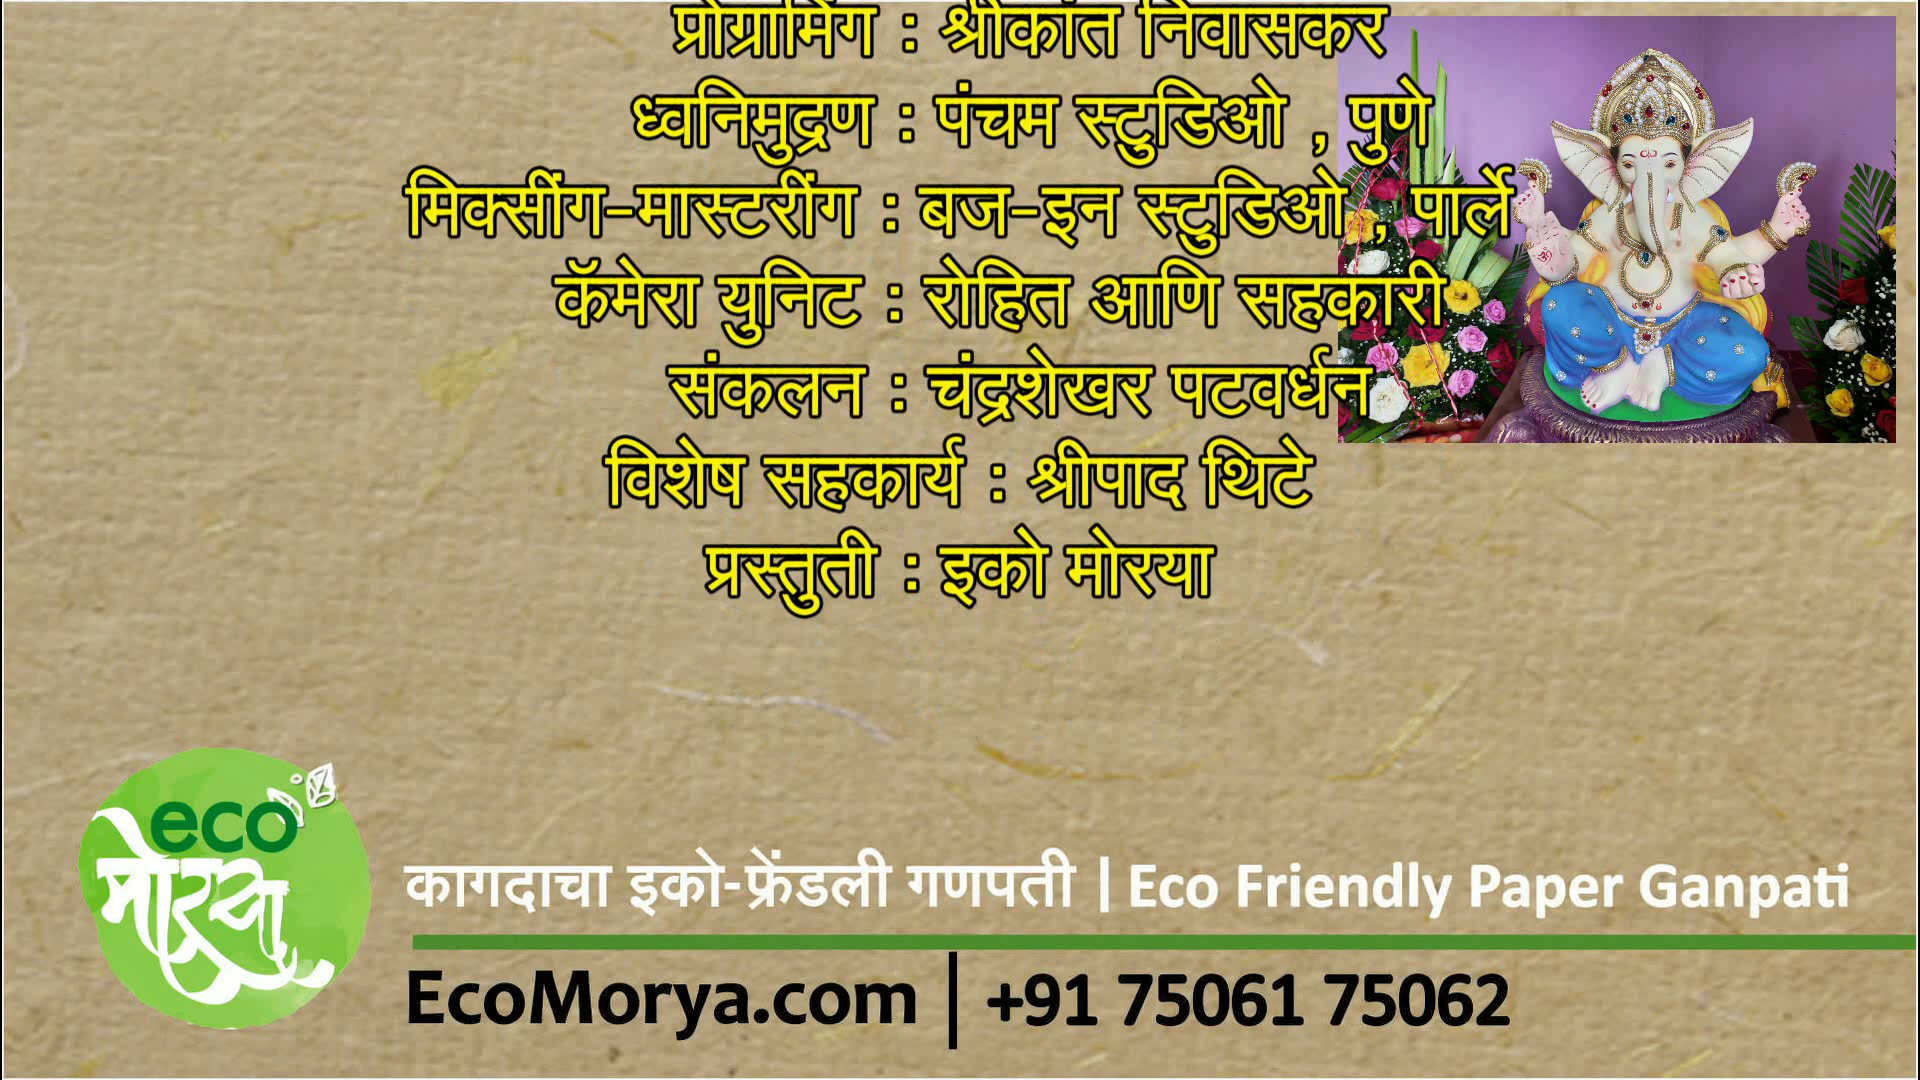 प्रोग्रामिंग : श्रीकांत निवासकर
ध्वनिमुद्रण : पंचम स्टुडिओ , पुणे
मिक्सींग-मास्टरींग : बज-इन स्टुडिओ , पार्ले
कॅमेरा युनिट : रोहित आणि सहकारी
संकलन : चंद्रशेखर पटवर्धन
विशेष सहकार्य : श्रीपाद थिटे
प्रस्तुती : इको मोरया
eco
मोरया
कागदाचा इको-फ्रेंडली गणपती | Eco Friendly Paper Ganpati
EcoMorya.com | +91 75061 75062